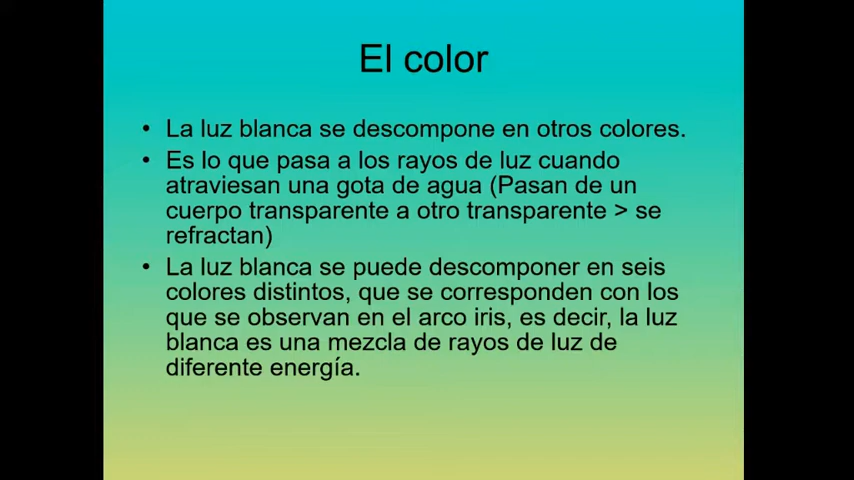 El color
• La luz blanca se descompone en otros colores.
• Es lo que pasa a los rayos de luz cuando
atraviesan una gota de agua (Pasan de un
cuerpo transparente a otro transparente > se
refractan)
• La luz blanca se puede descomponer en seis
colores distintos, que se corresponden con los
que se observan en el arco iris, es decir, la luz
blanca es una mezcla de rayos de luz de
diferente energía.